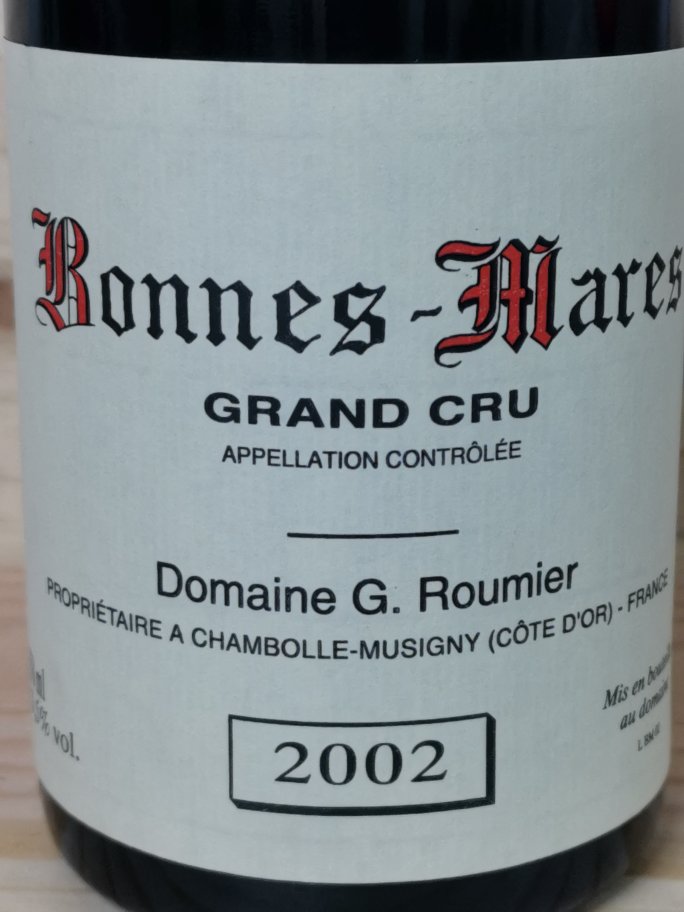 Bonnes-Mares
GRAND CRU
APPELLATION CONTRÔLÉE
Domaine G. Roumier
PROPRIÉTAIRE A CHAMBOLLE-MUSIGNY (CÔTE D'OR) - FRANCE
ml
% vol.
Mis en
au domaine
2002